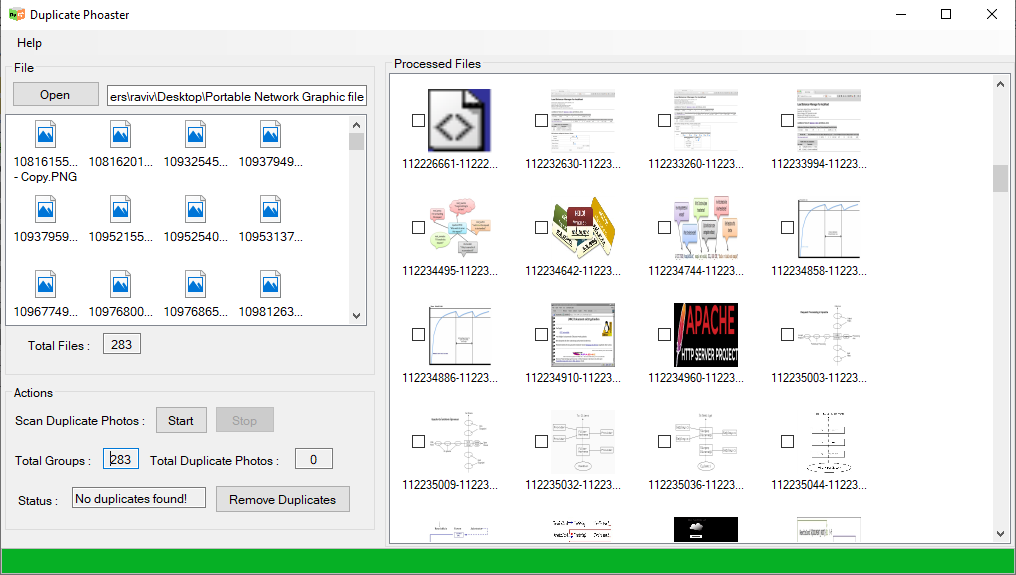 Duplicate Phoaster
Help
File
Open
ers\raviv\Desktop\Portable Network Graphic file
10816155...
- Copy.PNG
10816201...
10932545...
10937949...
10937959...
10952155...
10952540...
10953137...
10967749...
10976800...
10976865...
10981263...
Total Files :
283
Actions
Scan Duplicate Photos :
Start
Stop
Total Groups :
283
Total Duplicate Photos :
0
Status :
No duplicates found!
Remove Duplicates
Processed Files
112226661-11222...
112232630-11223...
112233260-11223...
112233994-11223...
112234495-11223...
112234642-11223...
112234744-11223...
112234858-11223...
112234886-11223...
112234910-11223...
APACHE
HTTP SERVER PROJECT
112234960-11223...
112235003-11223...
112235009-11223...
112235032-11223...
112235036-11223...
112235044-11223...